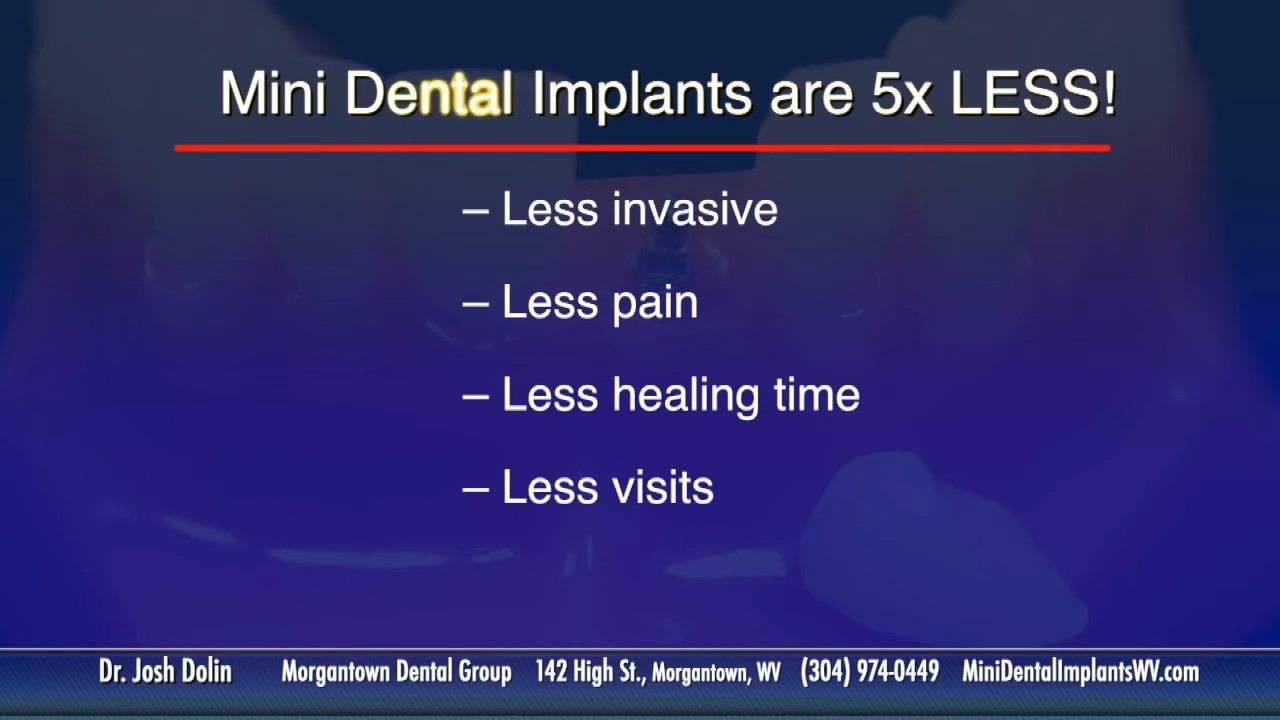 Mini Dental Implants are 5x LESS!
– Less invasive
– Less pain
– Less healing time
– Less visits
Dr. Josh Dolin Morgantown Dental Group 142 High St., Morgantown, WV (304) 974-0449 MiniDentalImplantsWV.com